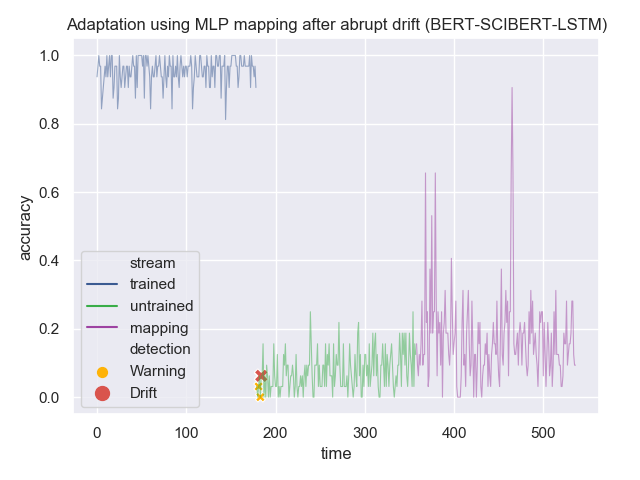 Adaptation using MLP mapping after abrupt drift (BERT-SCIBERT-LSTM)
1.0
0.8
0.6
0.4
0.2
0.0
accuracy
stream
trained
untrained
mapping
detection
Warning
Drift
0
100
200
300
400
500
time